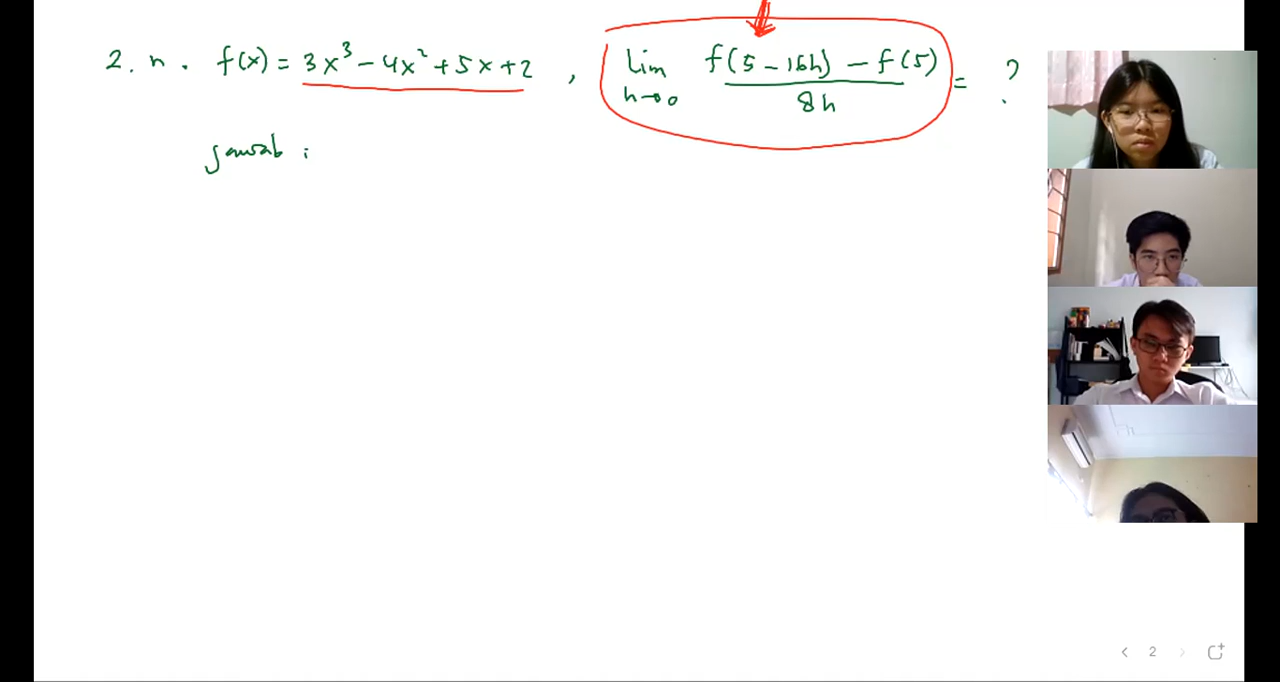 2. n. f(x) = 3x³ - 4x² + 5x + 2 , lim h→0 f(5 - 16h) - f(5) / 8h = ?
jawab :
2